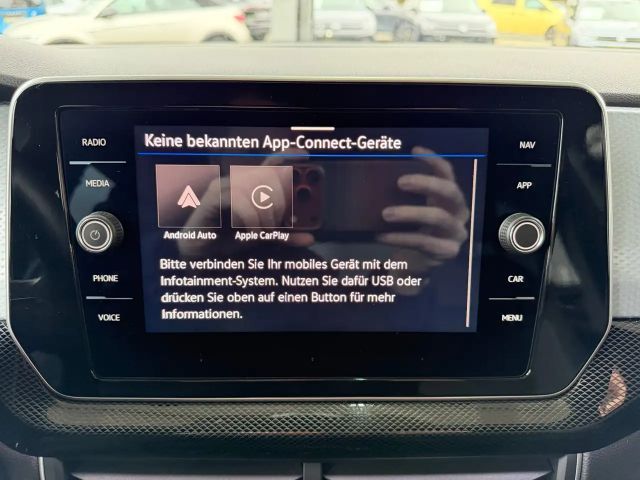 Keine bekannten App-Connect-Geräte
RADIO
MEDIA
PHONE
VOICE
NAV
APP
CAR
MENU
Android Auto
Apple CarPlay
Bitte verbinden Sie Ihr mobiles Gerät mit dem
Infotainment-System. Nutzen Sie dafür USB oder
drücken Sie oben auf einen Button für mehr
Informationen.